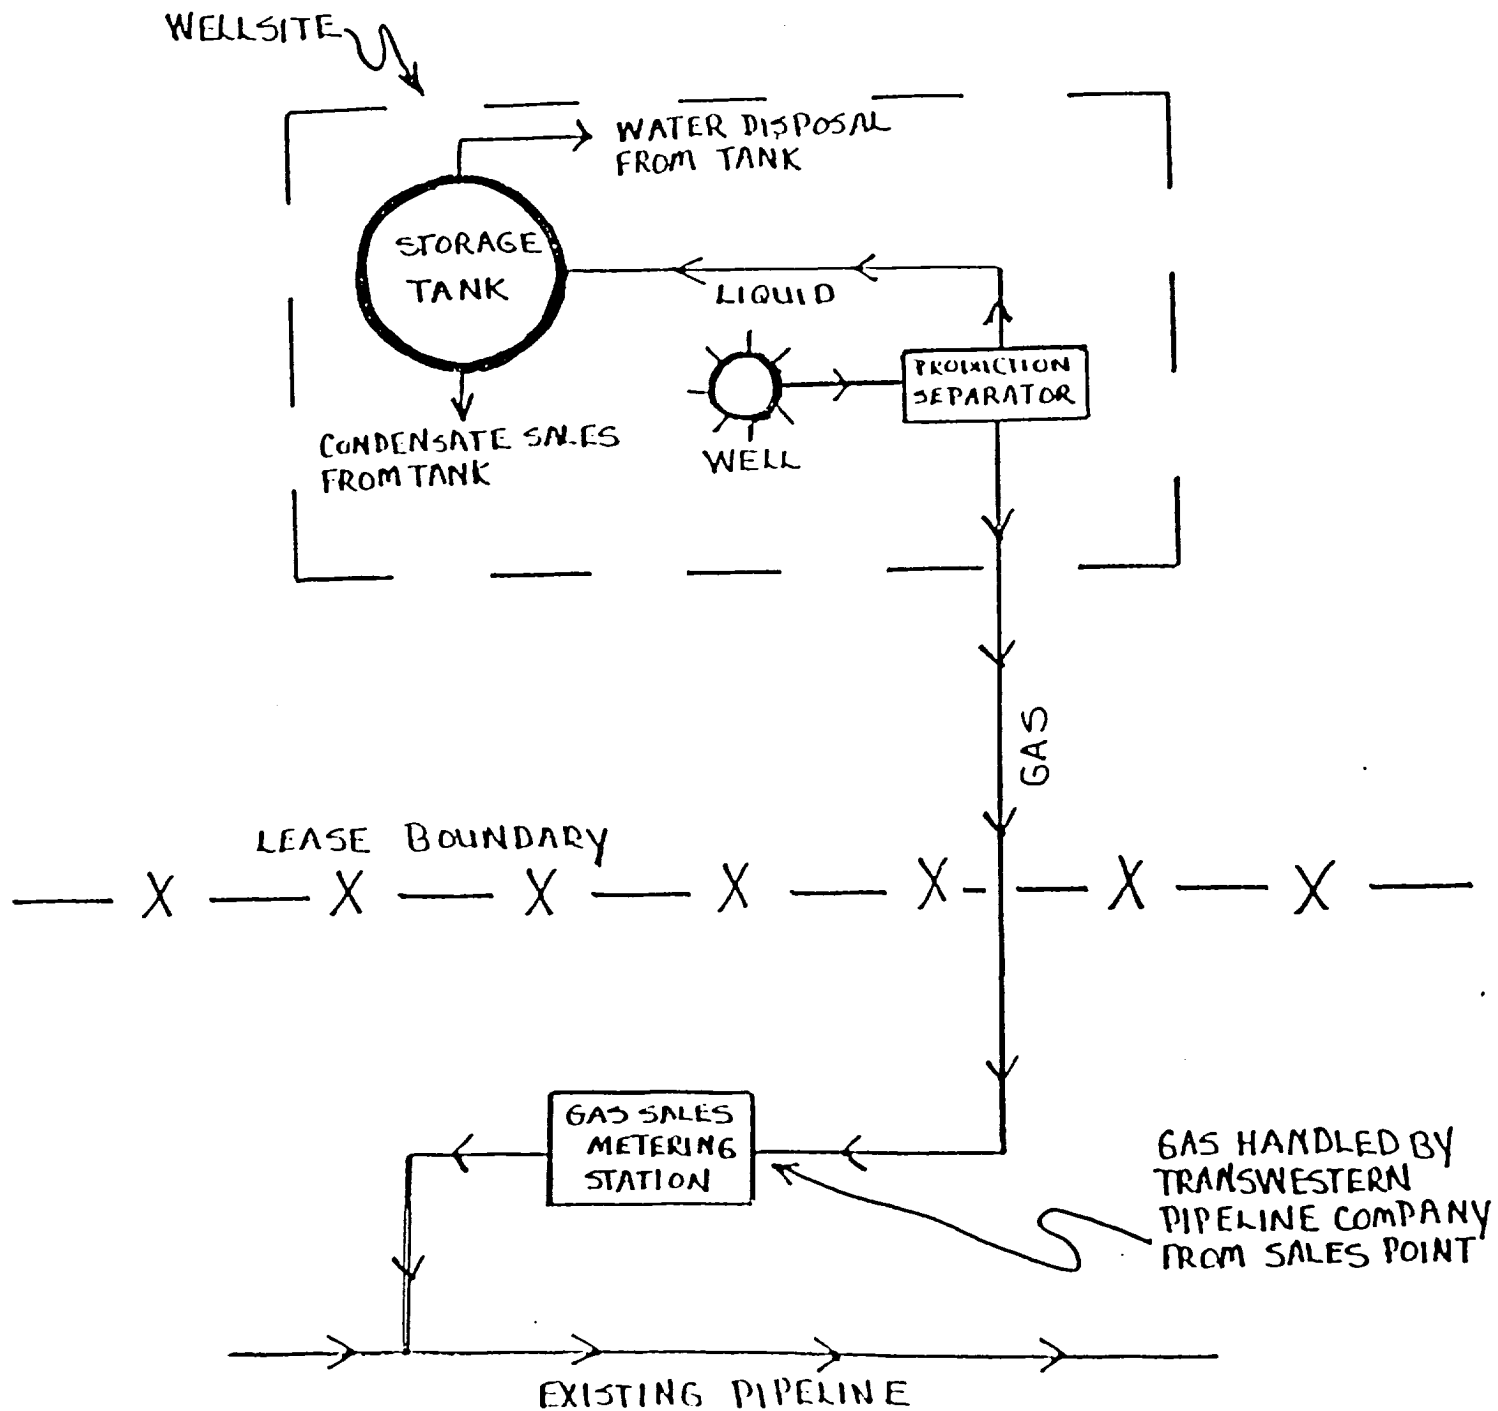 WELLSITE
WATER DISPOSAL
FROM TANK
STORAGE
TANK
LIQUID
PRODUCTION
SEPARATOR
CONDENSATE SALES
FROM TANK
WELL
GAS
LEASE BOUNDARY
X X X X X X X
GAS SALES
METERING
STATION
GAS HANDLED BY
TRANSWESTERN
PIPELINE COMPANY
FROM SALES POINT
EXISTING PIPELINE